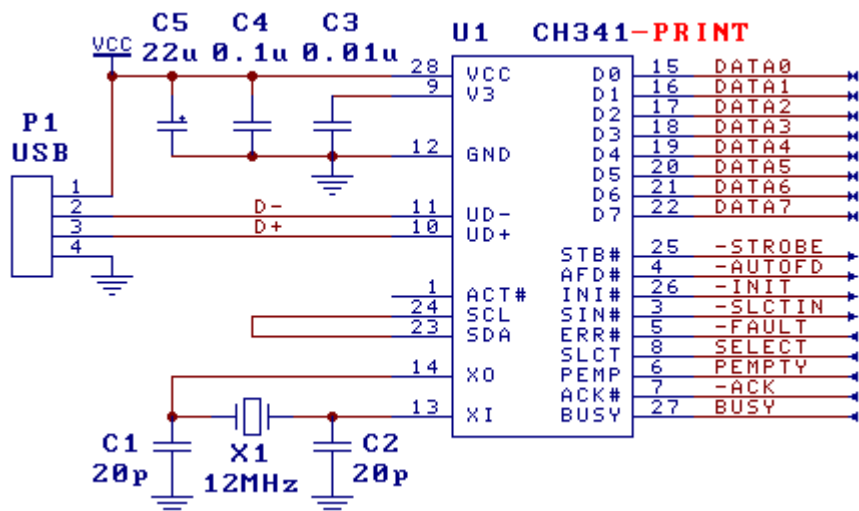 C5 C4 C3
22u 0.1u 0.01u
VCC
U1 CH341-PRINT
P1
USB
1
2
3
4
D-
D+
28 VCC
9 V3
12 GND
11 UD-
10 UD+
1 ACT#
24 SCL
23 SDA
14 XO
13 XI
D0 15 DATA0
D1 16 DATA1
D2 17 DATA2
D3 18 DATA3
D4 19 DATA4
D5 20 DATA5
D6 21 DATA6
D7 22 DATA7
STB# 25 -STROBE
AFD# 4 -AUTOFD
INI# 26 -INIT
SIN# 3 -SLCTIN
ERR# 5 -FAULT
SLCT 8 SELECT
PEMP 6 PEMPTY
ACK# 7 -ACK
BUSY 27 BUSY
C1
20p
X1
12MHz
C2
20p